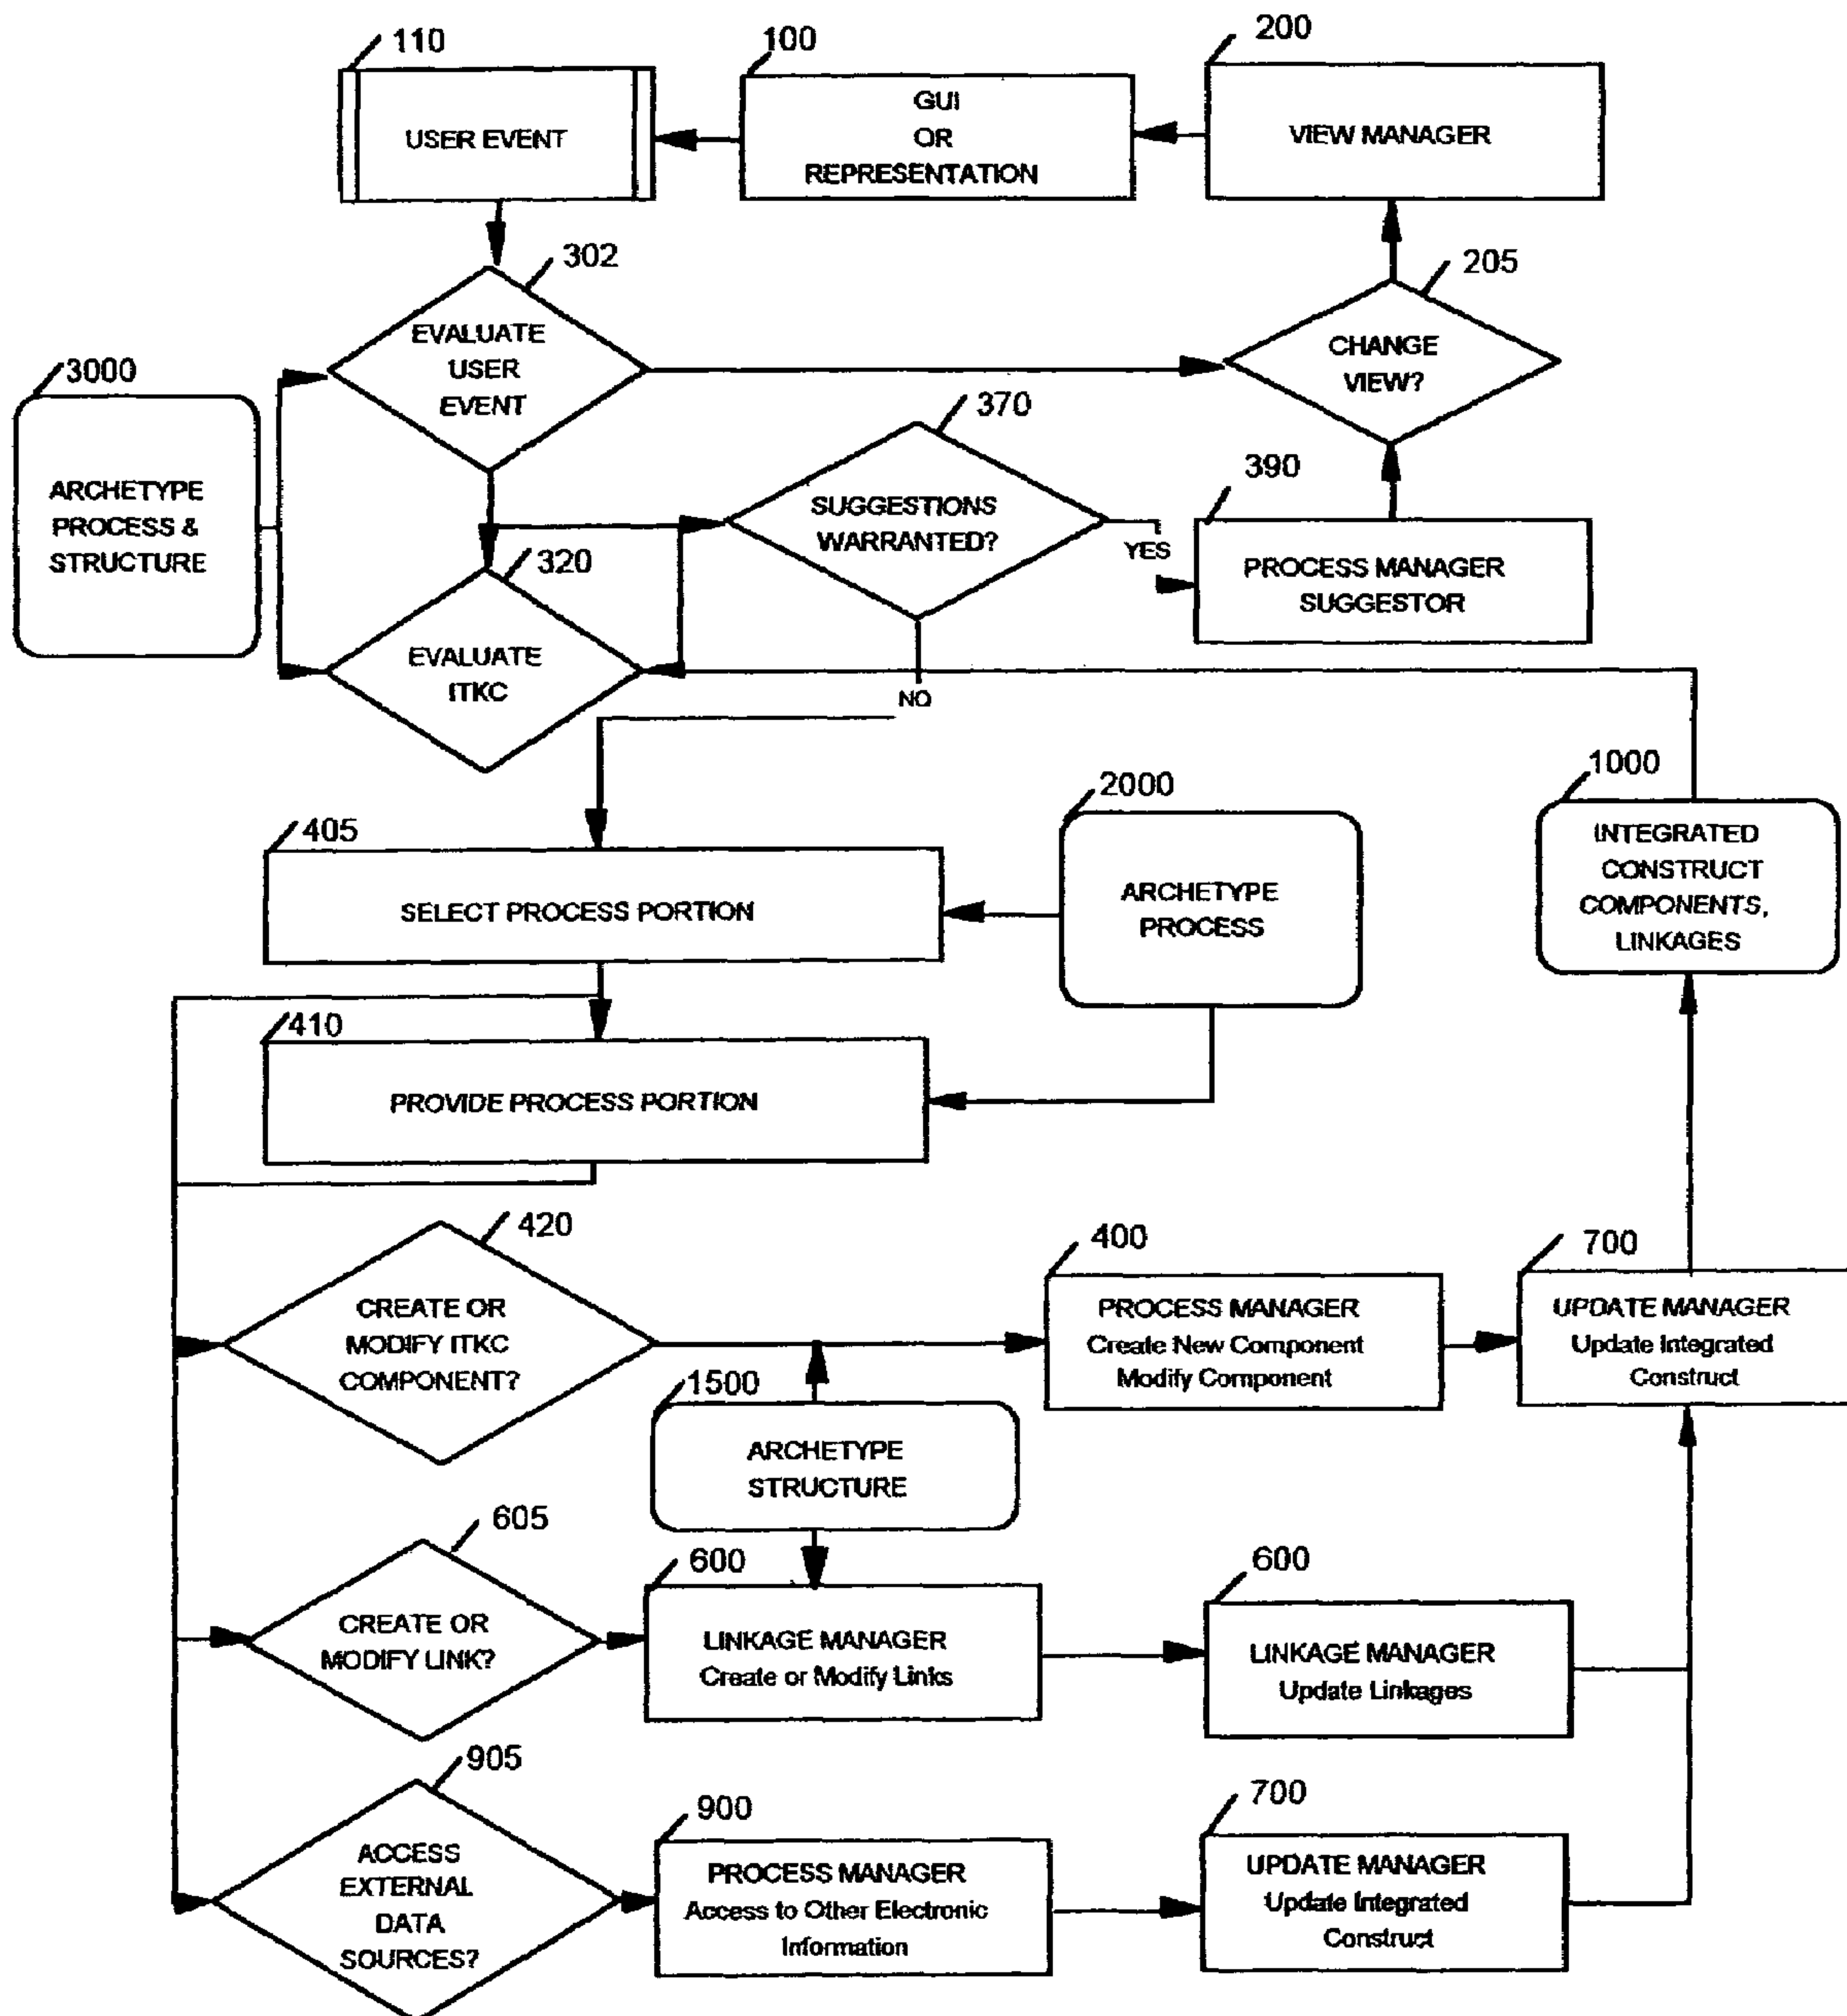 110
100
200
USER EVENT
GUI
OR
REPRESENTATION
VIEW MANAGER
302
205
EVALUATE
USER
EVENT
CHANGE
VIEW?
3000
ARCHETYPE
PROCESS &
STRUCTURE
370
SUGGESTIONS
WARRANTED?
YES
NO
390
PROCESS MANAGER
SUGGESTOR
320
EVALUATE
ITKC
405
SELECT PROCESS PORTION
2000
ARCHETYPE
PROCESS
1000
INTEGRATED
CONSTRUCT
COMPONENTS,
LINKAGES
410
PROVIDE PROCESS PORTION
420
CREATE OR
MODIFY ITKC
COMPONENT?
400
PROCESS MANAGER
Create New Component
Modify Component
700
UPDATE MANAGER
Update Integrated
Construct
1500
ARCHETYPE
STRUCTURE
605
CREATE OR
MODIFY LINK?
600
LINKAGE MANAGER
Create or Modify Links
600
LINKAGE MANAGER
Update Linkages
905
ACCESS
EXTERNAL
DATA
SOURCES?
900
PROCESS MANAGER
Access to Other Electronic
Information
700
UPDATE MANAGER
Update Integrated
Construct